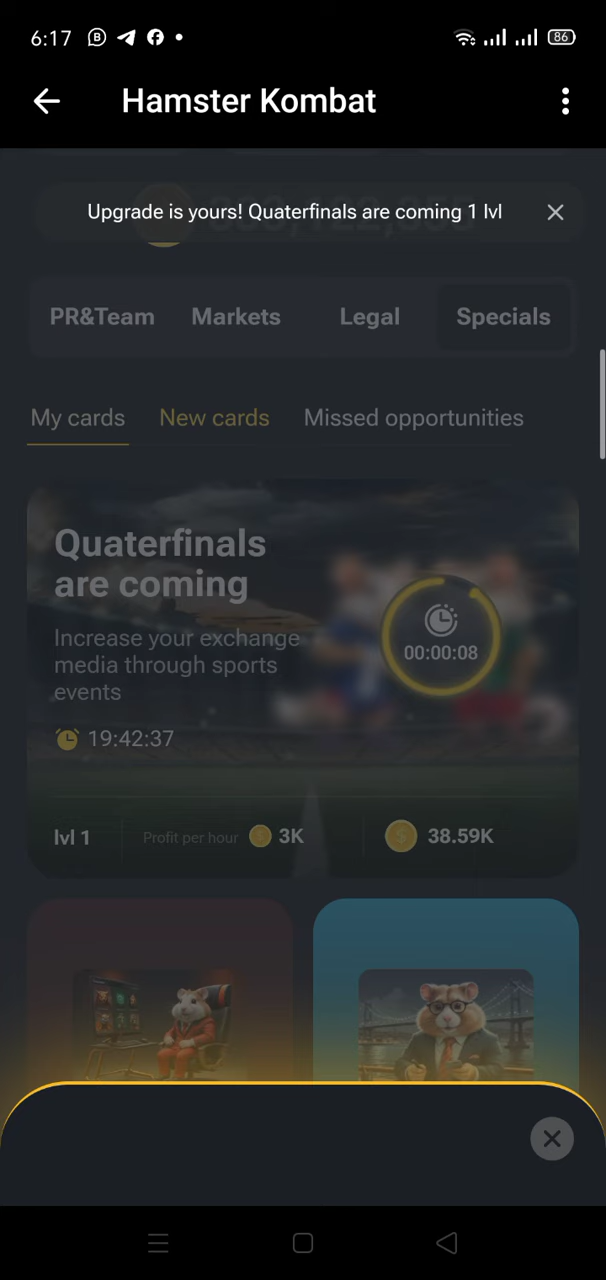 6:17
86
Hamster Kombat
Upgrade is yours! Quaterfinals are coming 1 lvl
PR&Team
Markets
Legal
Specials
My cards
New cards
Missed opportunities
Quaterfinals
are coming
Increase your exchange
media through sports
events
00:00:08
19:42:37
lvl 1
Profit per hour
3K
38.59K